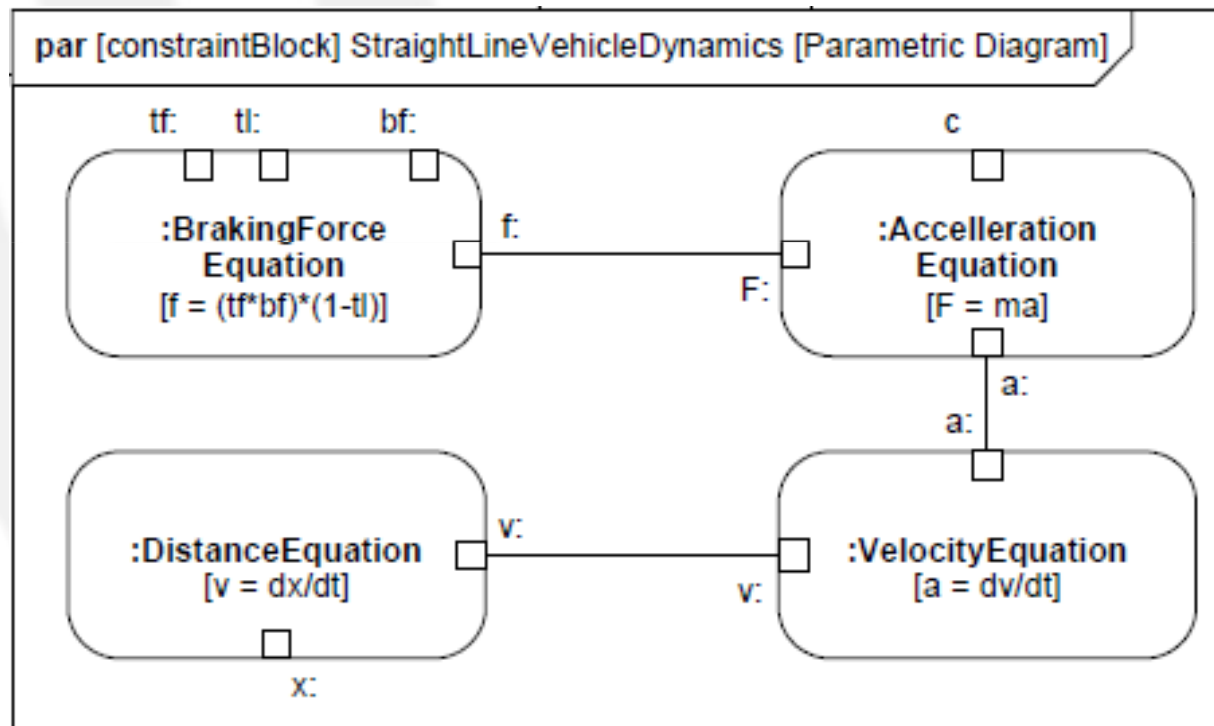 par [constraintBlock] StraightLineVehicleDynamics [Parametric Diagram]
tf: tl: bf: c
:BrakingForce
Equation
[f = (tf*bf)*(1-tl)]
f:
F:
:Accelleration
Equation
[F = ma]
a:
a:
:DistanceEquation
[v = dx/dt]
x:
v:
v:
:VelocityEquation
[a = dv/dt]